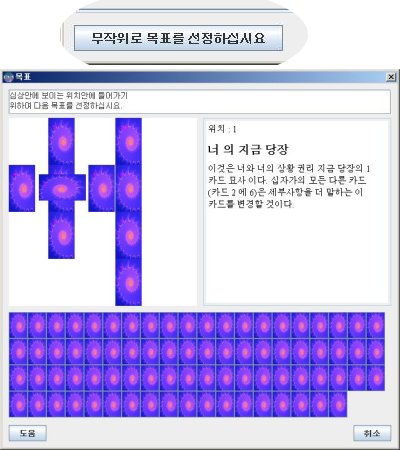 무작위로 목표를 선정하십시요
목표
십상안에 보이는 위치안에 들어가기
위하여 다음 목표를 선정하십시요.
위치 : 1
너 의 지금 당장
이것은 너와 너의 상황 권리 지금 당장의 1
카드 묘사 이다. 십자가의 모든 다른 카드
(카드 2 에 6)은 세부사항을 더 말하는 이
카드를 변경할 것이다.
도움
취소